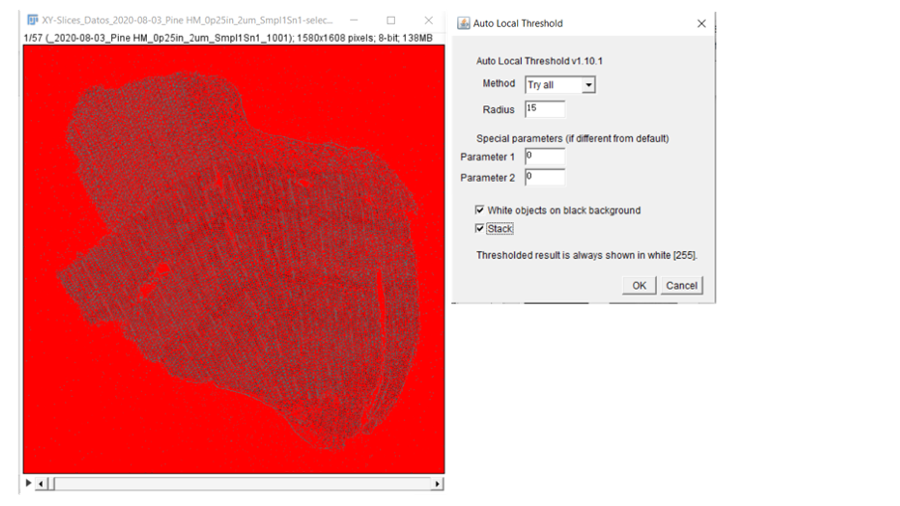 XY-Slices_Datos_2020-08-03_Pine HM_0p25in_2um_Smpl1Sn1-selec...
1/57 (_2020-08-03_Pine HM_0p25in_2um_Smpl1Sn1_1001); 1580x1608 pixels; 8-bit; 138MB
Auto Local Threshold
Auto Local Threshold v1.10.1
Method Try all
Radius 15
Special parameters (if different from default)
Parameter 1 0
Parameter 2 0
White objects on black background
Stack
Thresholded result is always shown in white [255].
OK Cancel